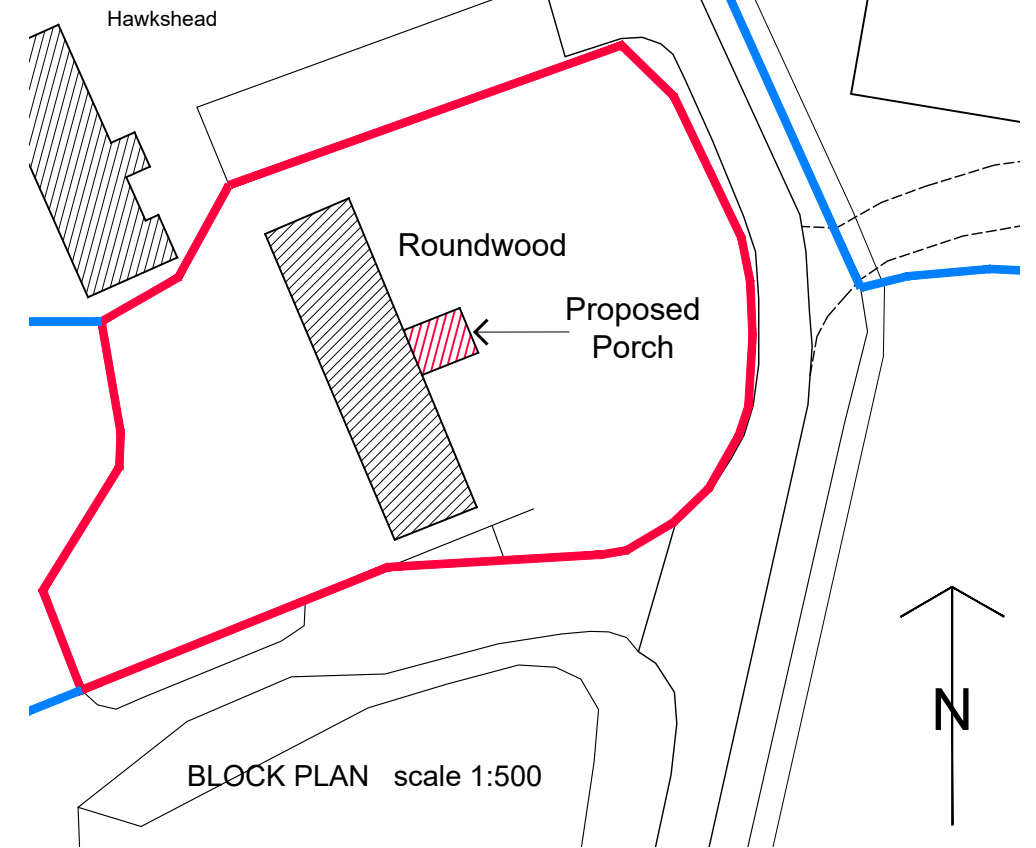 Hawkshead
Roundwood
Proposed
Porch
N
BLOCK PLAN scale 1:500